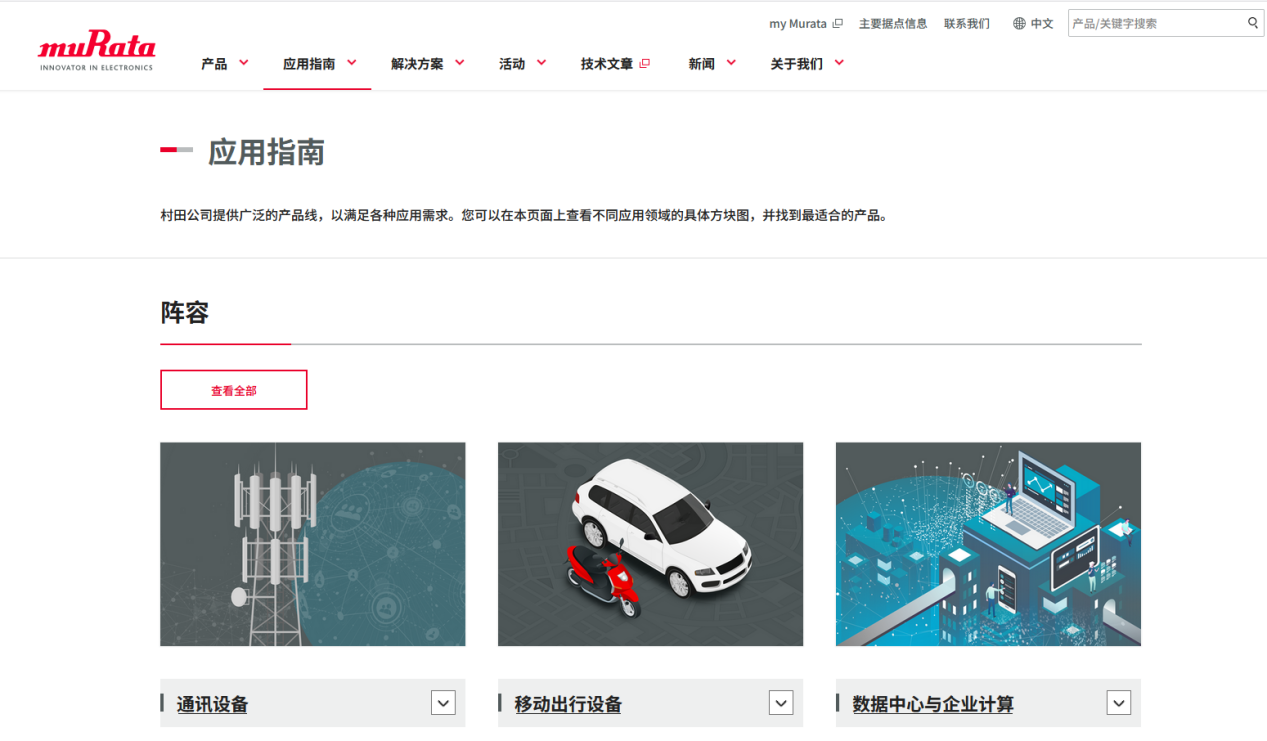 my Murata 主要据点信息 联系我们 中文 产品/关键字搜索
muRata
INNOVATOR IN ELECTRONICS
产品 应用指南 解决方案 活动 技术文章 新闻 关于我们
应用指南
村田公司提供广泛的产品线，以满足各种应用需求。您可以在本页面上查看不同应用领域的具体方块图，并找到最适合的产品。
阵容
查看全部
通讯设备 移动出行设备 数据中心与企业计算